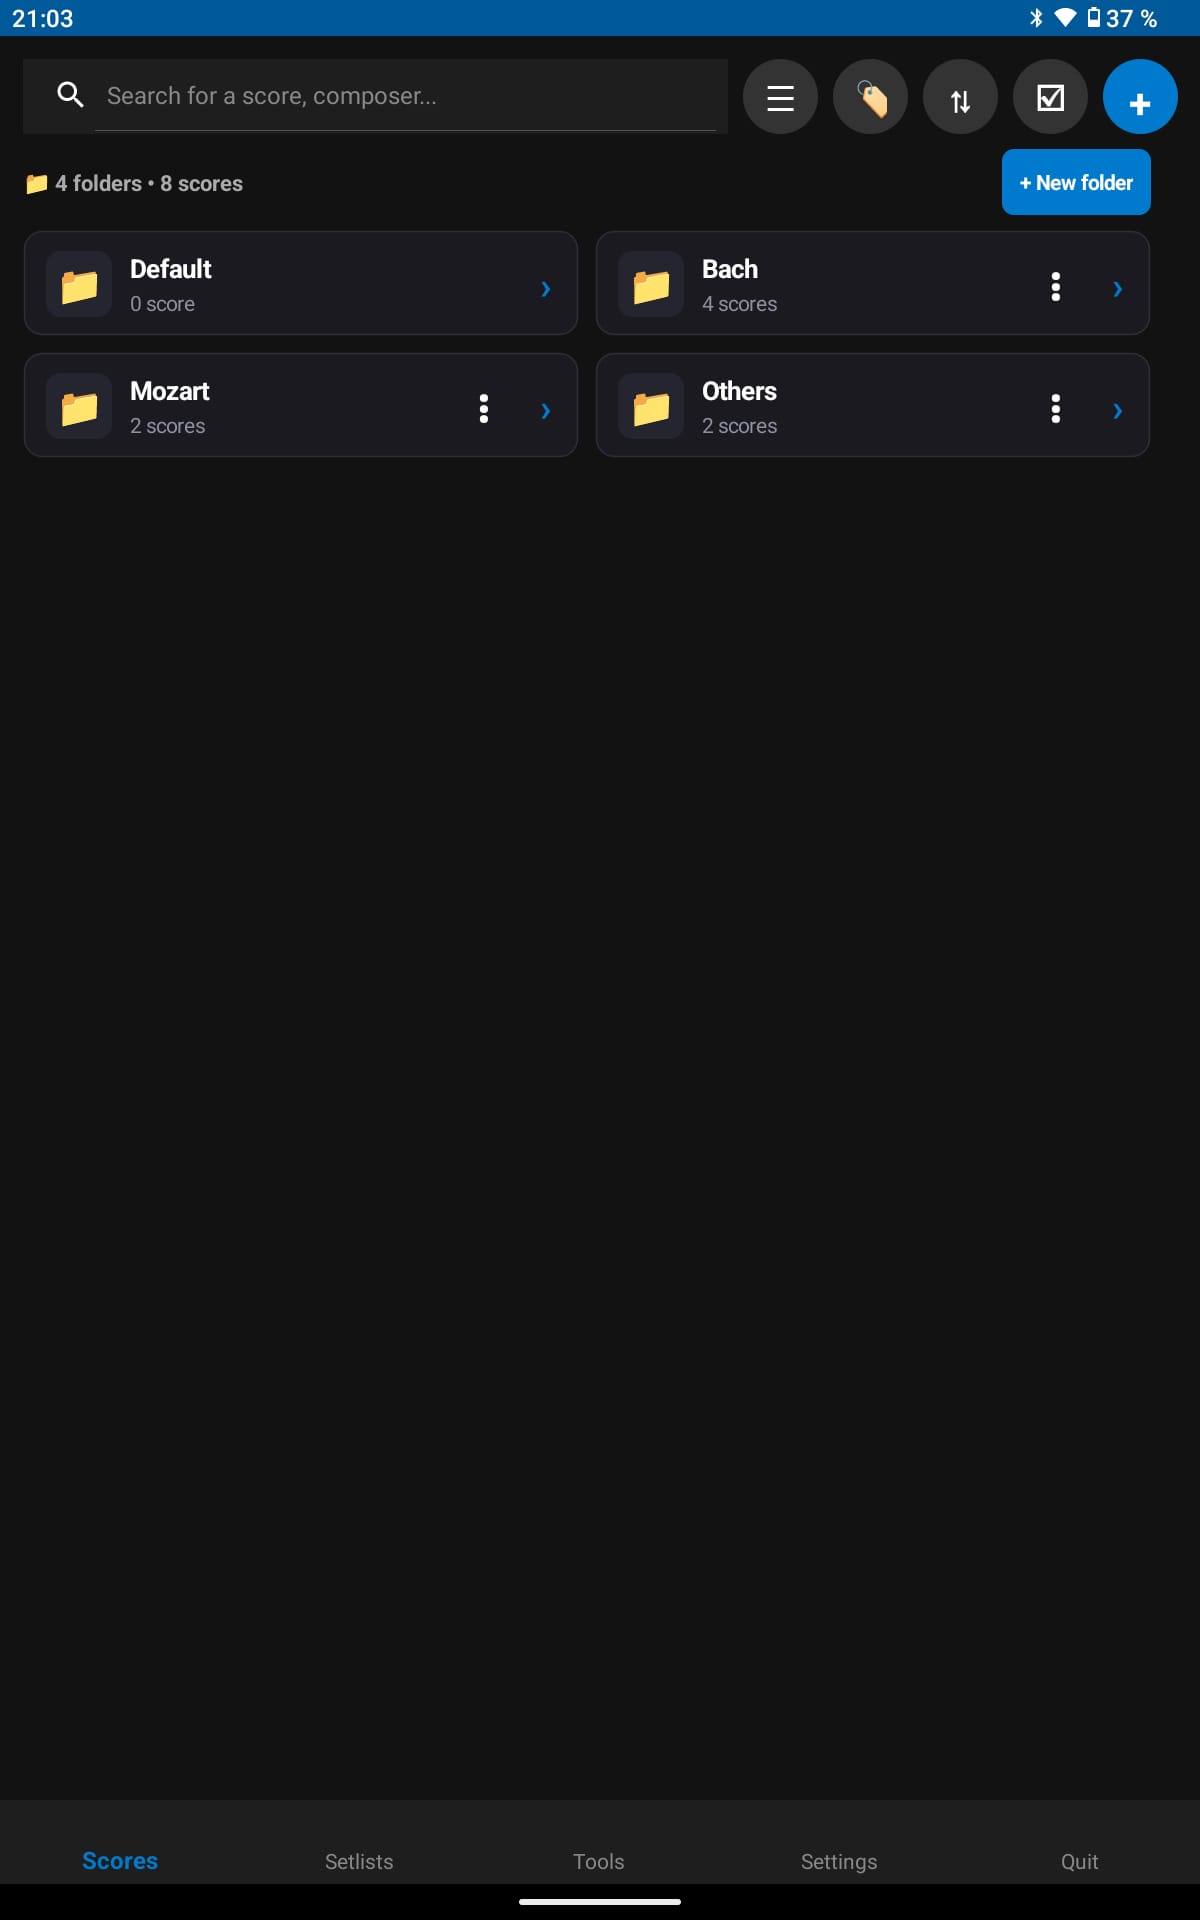 21:03
37 %
Search for a score, composer...
+
4 folders • 8 scores
+ New folder
Default
0 score
Bach
4 scores
Mozart
2 scores
Others
2 scores
Scores
Setlists
Tools
Settings
Quit